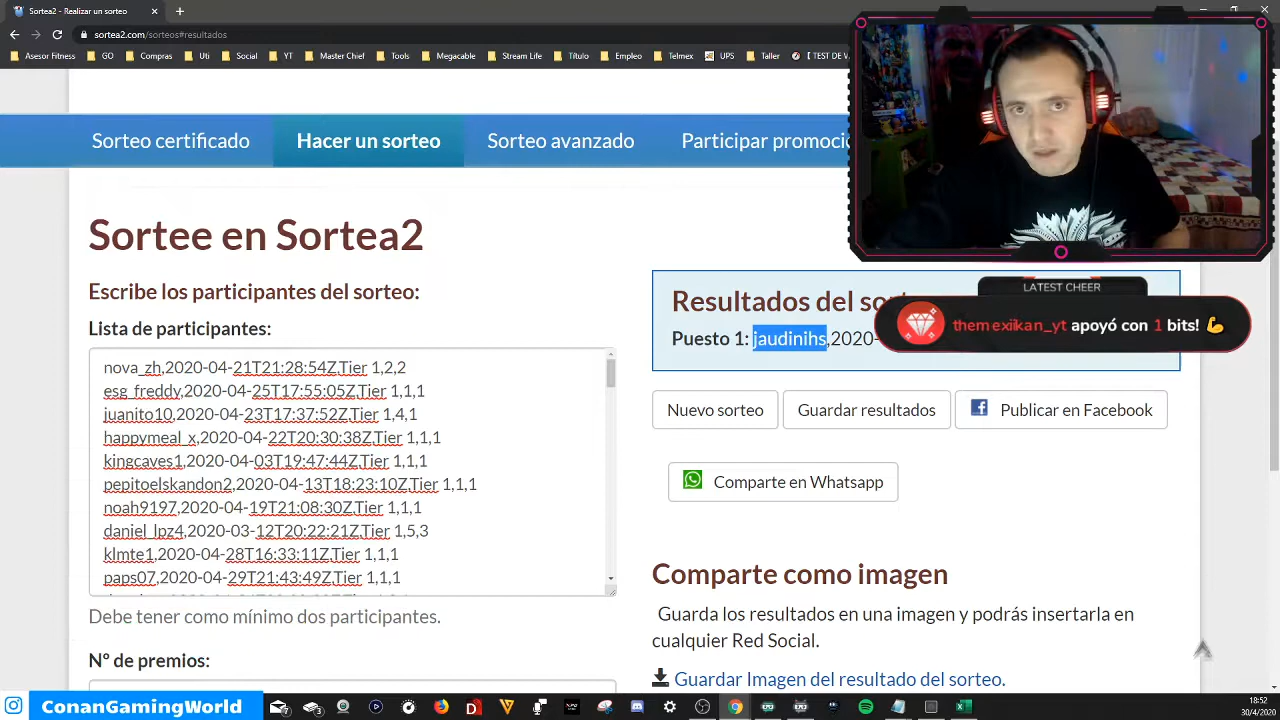 Sortea2 - Realizar un sorteo
sortea2.com/sorteos#resultados
Asesor Fitness GO Compras Uti Social YT Master Chef Tools Megacable Stream Life Título Empleo Telmex UPS Taller 【 TEST DE V
Sorteo certificado Hacer un sorteo Sorteo avanzado Participar promoci
Sortee en Sortea2
Escribe los participantes del sorteo:
Lista de participantes:
nova_zh,2020-04-21T21:28:54Z,Tier 1,2,2
esg_freddy,2020-04-25T17:55:05Z,Tier 1,1,1
juanito10,2020-04-23T17:37:52Z,Tier 1,4,1
happymeal_x,2020-04-22T20:30:38Z,Tier 1,1,1
kingcaves1,2020-04-03T19:47:44Z,Tier 1,1,1
pepitoelskandon2,2020-04-13T18:23:10Z,Tier 1,1,1
noah9197,2020-04-19T21:08:30Z,Tier 1,1,1
daniel_lpz4,2020-03-12T20:22:21Z,Tier 1,5,3
klmte1,2020-04-28T16:33:11Z,Tier 1,1,1
paps07,2020-04-29T21:43:49Z,Tier 1,1,1
Debe tener como mínimo dos participantes.
Nº de premios:
Resultados del sor
Puesto 1: jaudinihs,2020-
LATEST CHEER
themexiikan_yt apoyó con 1 bits! 💪
Nuevo sorteo Guardar resultados Publicar en Facebook
Comparte en Whatsapp
Comparte como imagen
Guarda los resultados en una imagen y podrás insertarla en
cualquier Red Social.
Guardar Imagen del resultado del sorteo.
ConanGamingWorld
18:52
30/4/2020